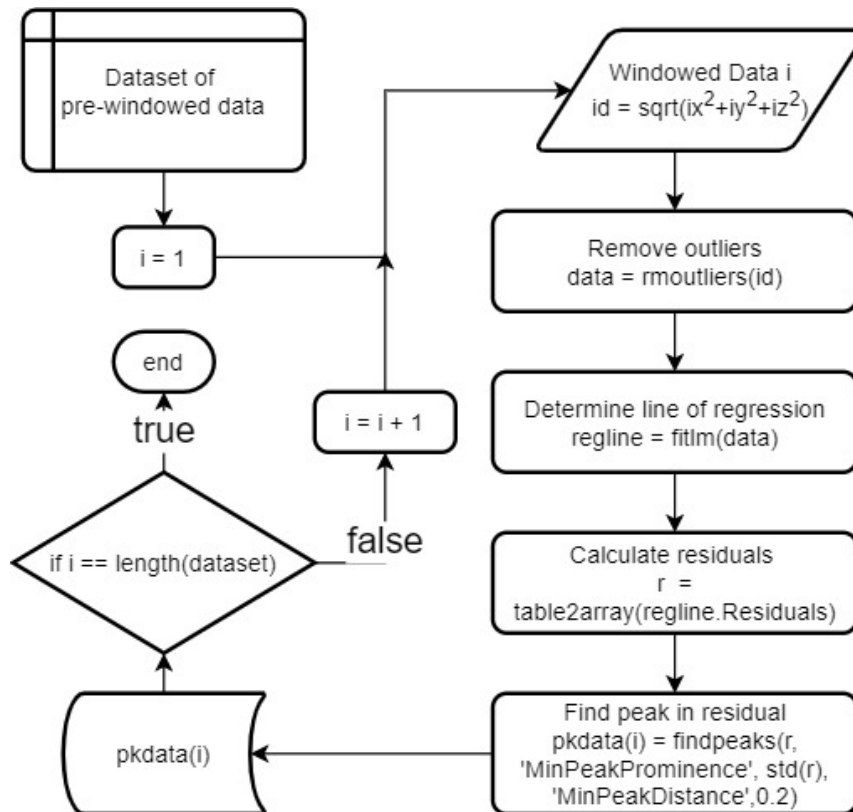 Dataset of
pre-windowed data
i = 1
Windowed Data i
id = sqrt(ix²+iy²+iz²)
Remove outliers
data = rmoutliers(id)
Determine line of regression
regline = fitlm(data)
Calculate residuals
r =
table2array(regline.Residuals)
Find peak in residual
pkdata(i) = findpeaks(r,
'MinPeakProminence', std(r),
'MinPeakDistance',0.2)
pkdata(i)
if i == length(dataset)
true
end
false
i = i + 1